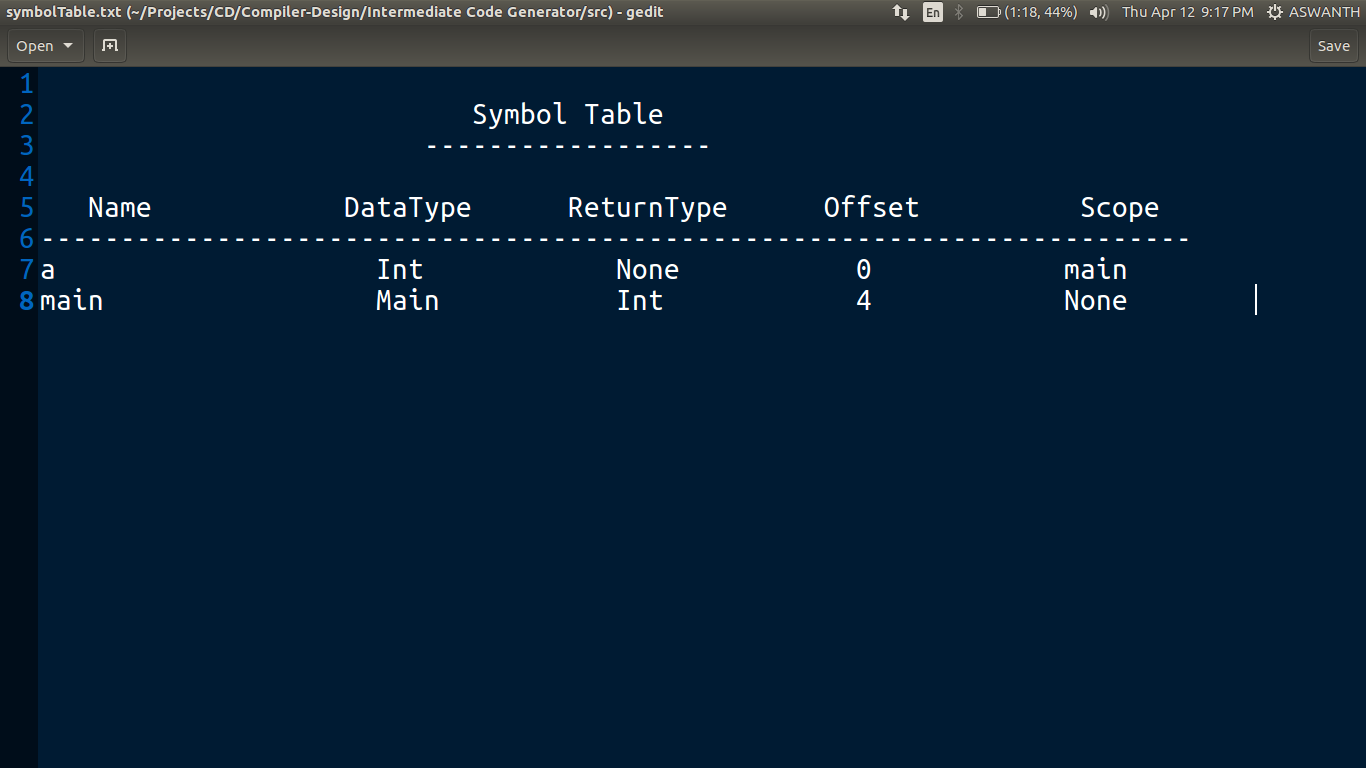 symbolTable.txt (~/Projects/CD/Compiler-Design/Intermediate Code Generator/src) - gedit En (1:18, 44%) Thu Apr 12 9:17 PM ASWANTH
Open Save
1
2 Symbol Table
3 ------------------
4
5 Name DataType ReturnType Offset Scope
6 ------------------------------------------------------------------------
7 a Int None 0 main
8 main Main Int 4 None